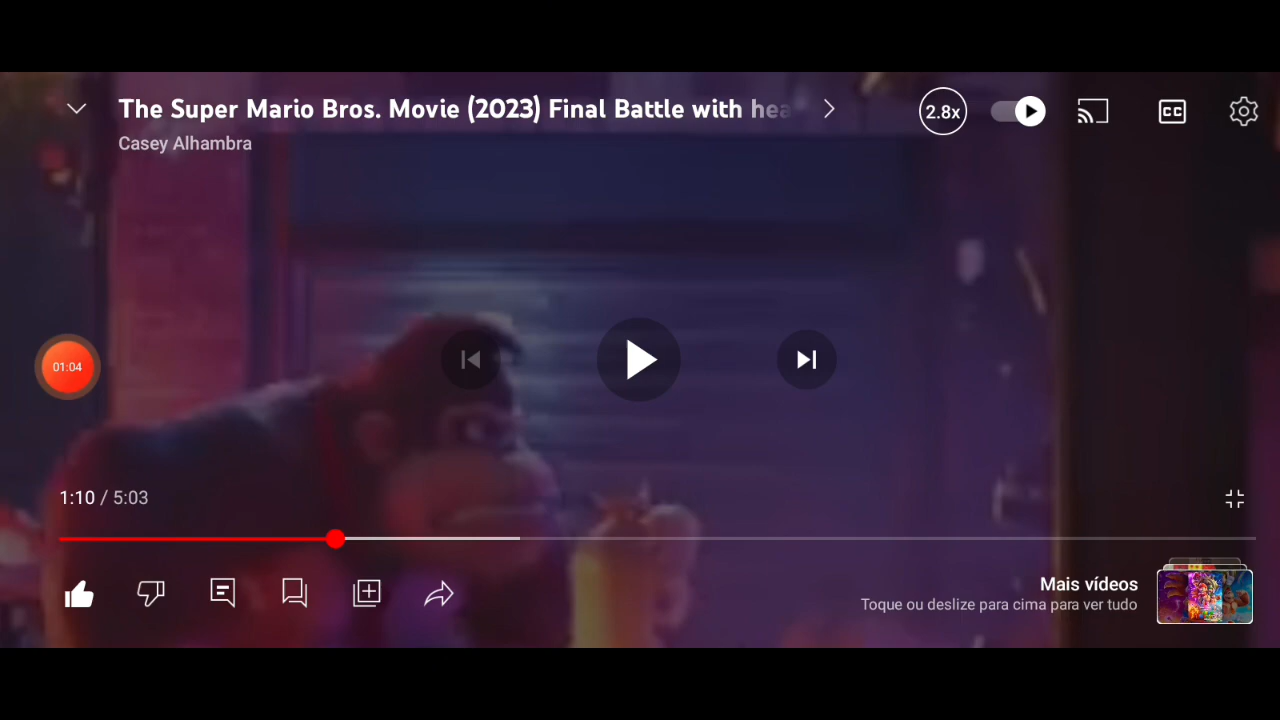 The Super Mario Bros. Movie (2023) Final Battle with hea
2.8x
CC
Casey Alhambra
01:04
1:10 / 5:03
Mais vídeos
Toque ou deslize para cima para ver tudo